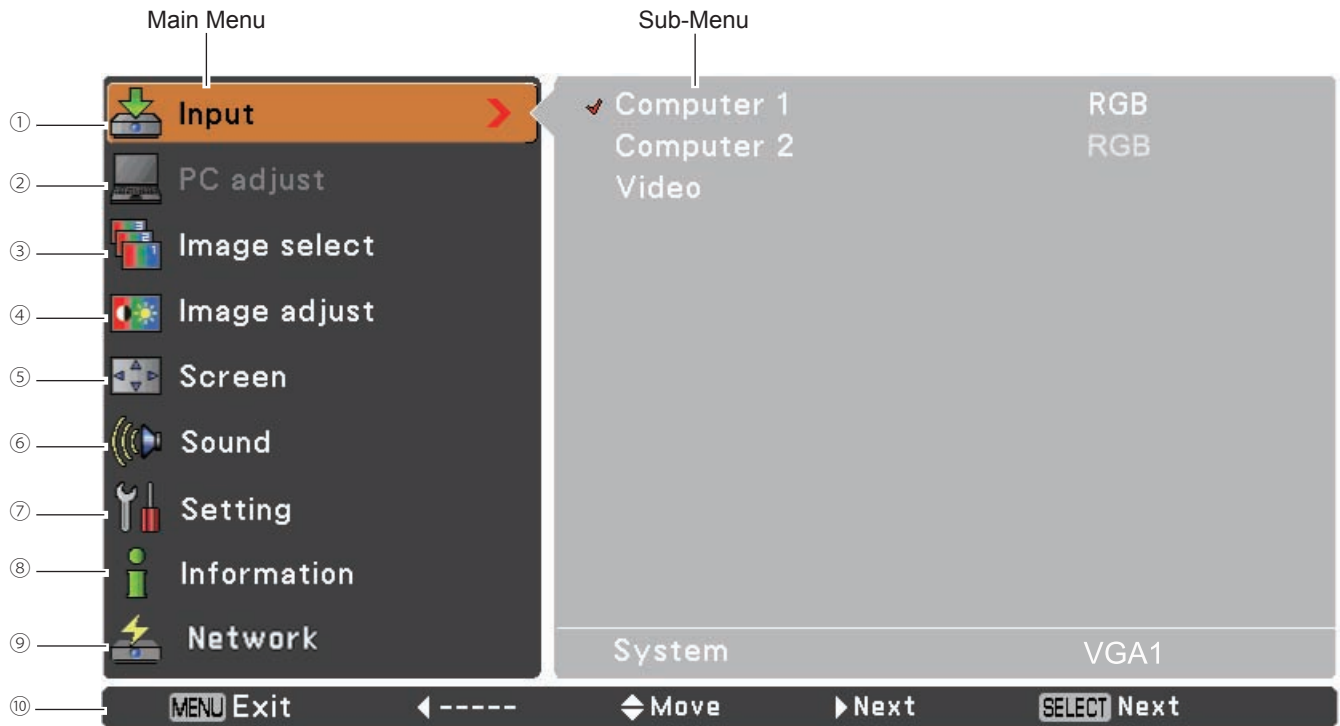 Main Menu Sub-Menu
① Input Computer 1 RGB
Computer 2 RGB
② PC adjust Video
③ Image select
④ Image adjust
⑤ Screen
⑥ Sound
⑦ Setting
⑧ Information
⑨ Network System VGA1
⑩ MENU Exit ----- Move Next SELECT Next